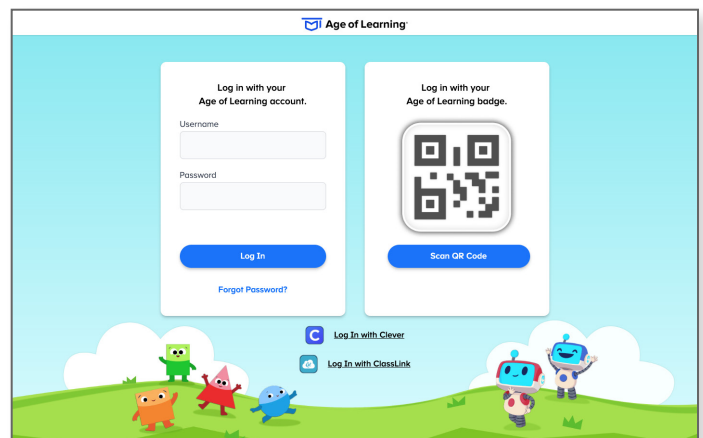 Age of Learning
Log in with your
Age of Learning account.
Username
Password
Log In
Forgot Password?
Log in with your
Age of Learning badge.
Scan QR Code
C
Log In with Clever
Log In with ClassLink